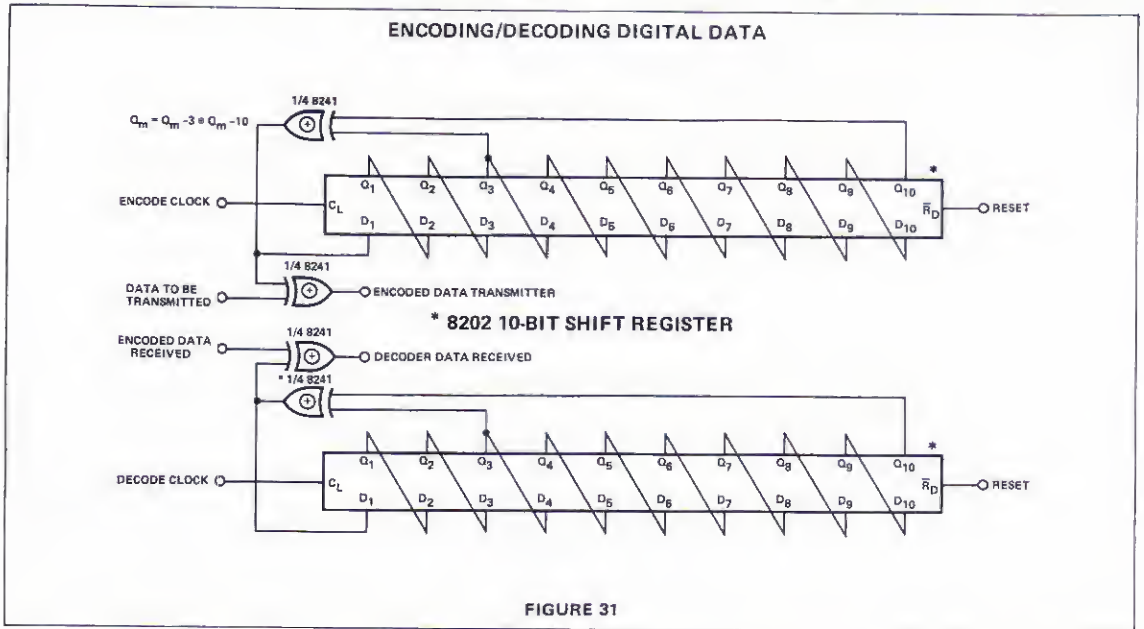 ENCODING/DECODING DIGITAL DATA
1/4 8241
Qm = Qm -3 ⊕ Qm -10
*
Q1 Q2 Q3 Q4 Q5 Q6 Q7 Q8 Q9 Q10
ENCODE CLOCK
CL
R̅D
RESET
D1 D2 D3 D4 D5 D6 D7 D8 D9 D10
1/4 8241
DATA TO BE
TRANSMITTED
ENCODED DATA TRANSMITTER
* 8202 10-BIT SHIFT REGISTER
ENCODED DATA
RECEIVED
1/4 8241
DECODER DATA RECEIVED
* 1/4 8241
*
Q1 Q2 Q3 Q4 Q5 Q6 Q7 Q8 Q9 Q10
DECODE CLOCK
CL
R̅D
RESET
D1 D2 D3 D4 D5 D6 D7 D8 D9 D10
FIGURE 31